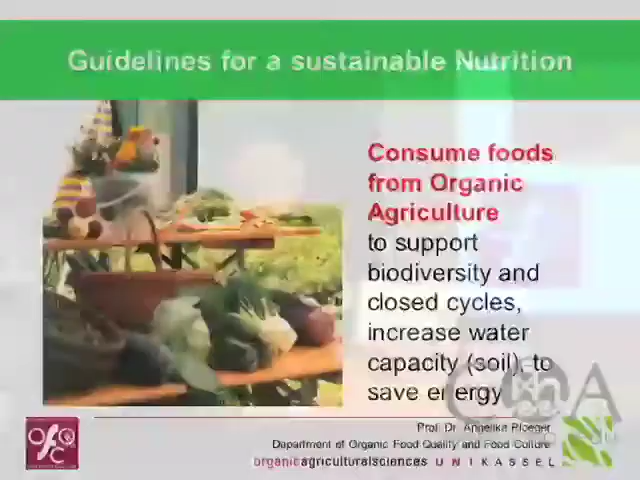 Guidelines for a sustainable Nutrition
Consume foods
from Organic
Agriculture
to support
biodiversity and
closed cycles,
increase water
capacity (soil), to
save energy
Prof. Dr. Angelika Ploeger
Department of Organic Food Quality and Food Culture
organicagriculturalsciences UNIKASSEL